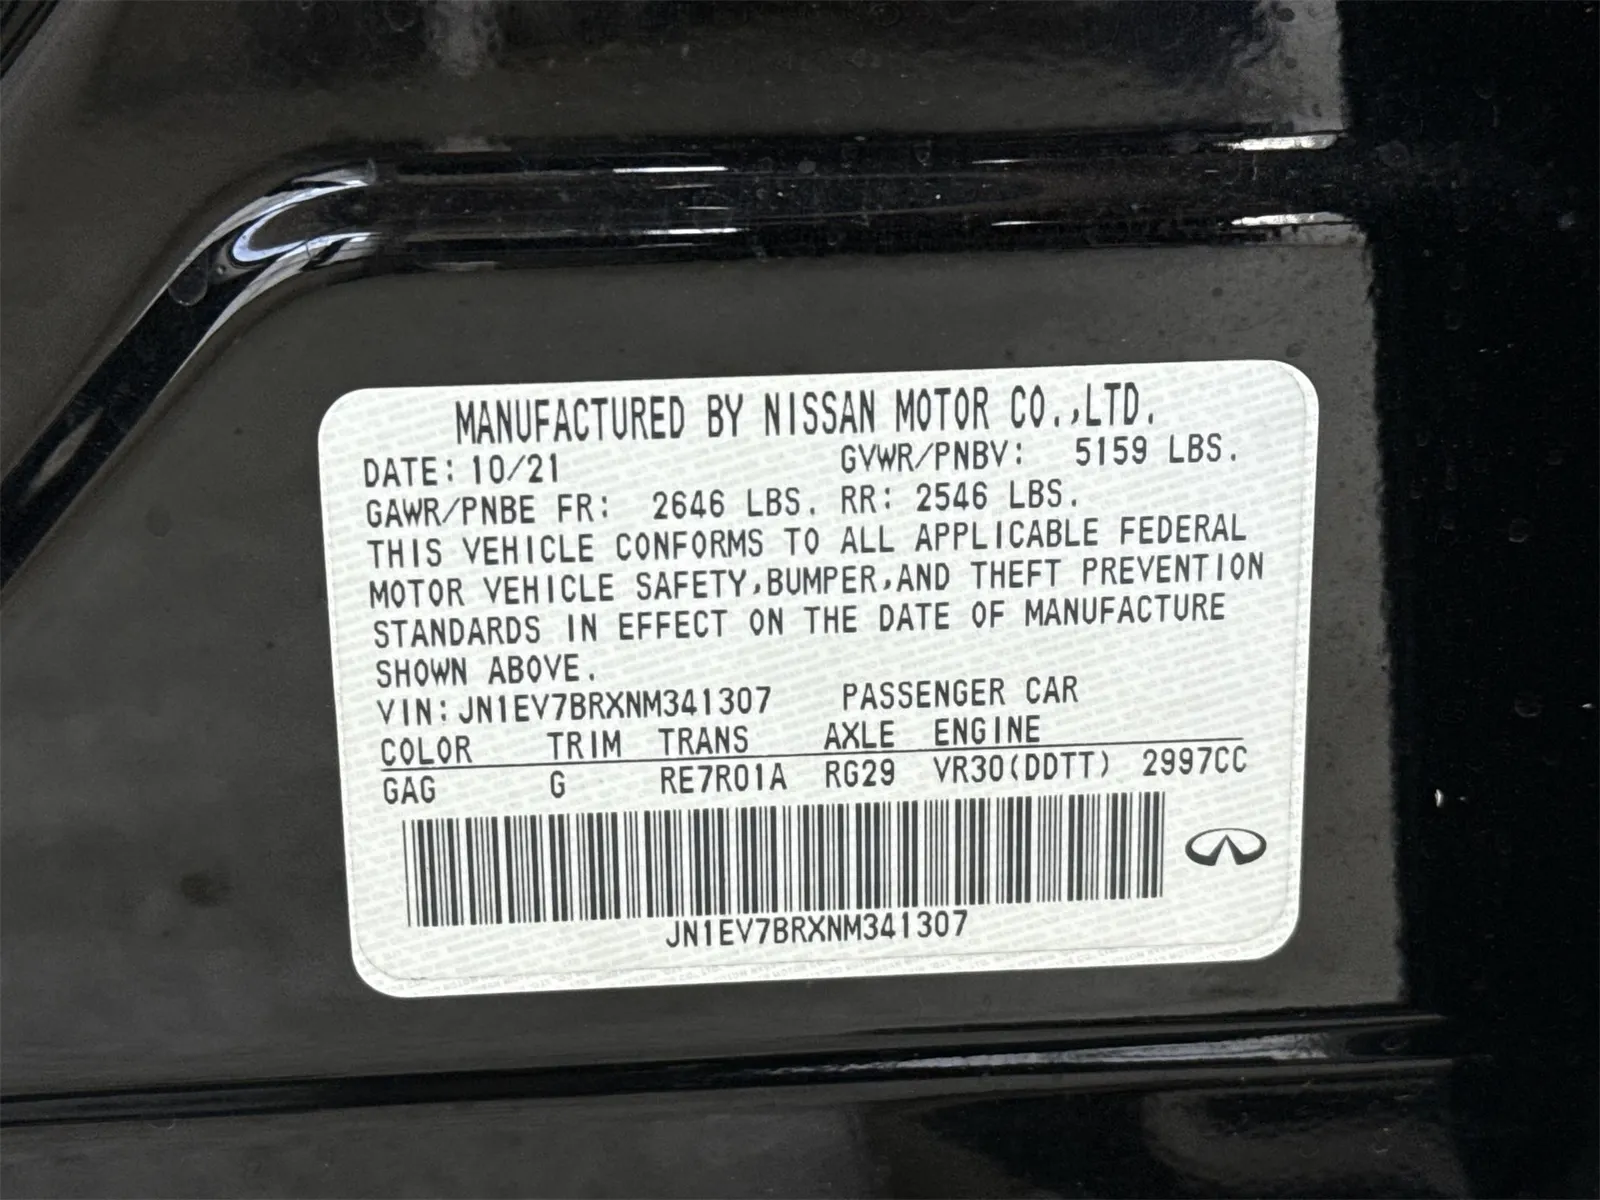 MANUFACTURED BY NISSAN MOTOR CO.,LTD.
DATE: 10/21 GVWR/PNBV: 5159 LBS.
GAWR/PNBE FR: 2646 LBS. RR: 2546 LBS.
THIS VEHICLE CONFORMS TO ALL APPLICABLE FEDERAL
MOTOR VEHICLE SAFETY,BUMPER,AND THEFT PREVENTION
STANDARDS IN EFFECT ON THE DATE OF MANUFACTURE
SHOWN ABOVE.
VIN:JN1EV7BRXNM341307 PASSENGER CAR
COLOR TRIM TRANS AXLE ENGINE
GAG G RE7R01A RG29 VR30(DDTT) 2997CC
JN1EV7BRXNM341307